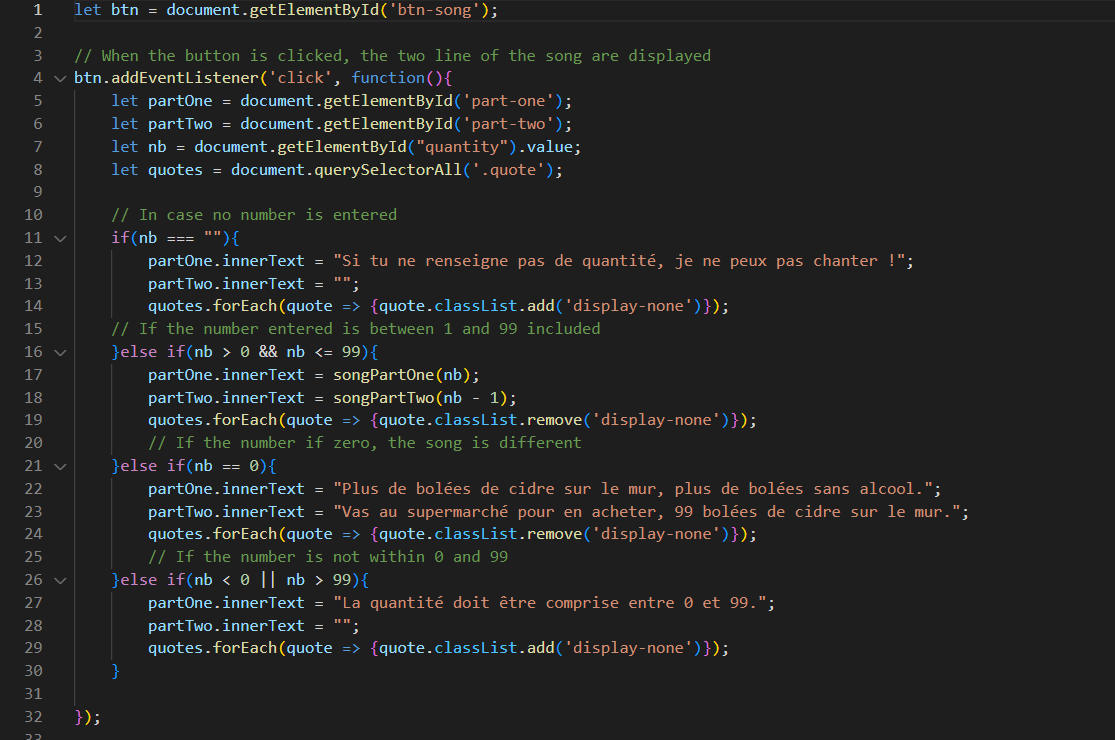 1 let btn = document.getElementById('btn-song');
2
3 // When the button is clicked, the two line of the song are displayed
4 btn.addEventListener('click', function(){
5 let partOne = document.getElementById('part-one');
6 let partTwo = document.getElementById('part-two');
7 let nb = document.getElementById("quantity").value;
8 let quotes = document.querySelectorAll('.quote');
9
10 // In case no number is entered
11 if(nb === ""){
12 partOne.innerText = "Si tu ne renseigne pas de quantité, je ne peux pas chanter !";
13 partTwo.innerText = "";
14 quotes.forEach(quote => {quote.classList.add('display-none')});
15 // If the number entered is between 1 and 99 included
16 }else if(nb > 0 && nb <= 99){
17 partOne.innerText = songPartOne(nb);
18 partTwo.innerText = songPartTwo(nb - 1);
19 quotes.forEach(quote => {quote.classList.remove('display-none')});
20 // If the number if zero, the song is different
21 }else if(nb == 0){
22 partOne.innerText = "Plus de bolées de cidre sur le mur, plus de bolées sans alcool.";
23 partTwo.innerText = "Vas au supermarché pour en acheter, 99 bolées de cidre sur le mur.";
24 quotes.forEach(quote => {quote.classList.remove('display-none')});
25 // If the number is not within 0 and 99
26 }else if(nb < 0 || nb > 99){
27 partOne.innerText = "La quantité doit être comprise entre 0 et 99.";
28 partTwo.innerText = "";
29 quotes.forEach(quote => {quote.classList.add('display-none')});
30 }
31
32 });
33